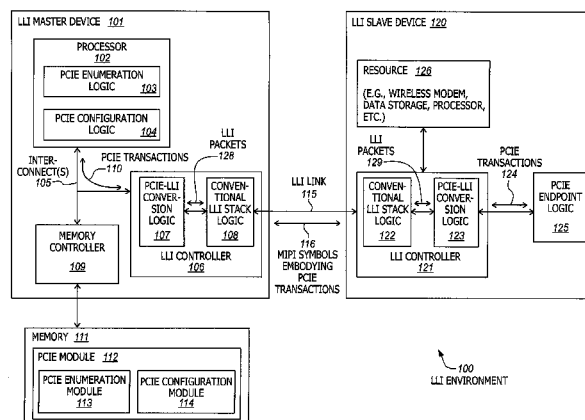 LLI MASTER DEVICE 101
PROCESSOR
102
PCIE ENUMERATION
LOGIC 103
PCIE CONFIGURATION
LOGIC 104
INTER-
CONNECT(S)
105
PCIE TRANSACTIONS
110
LLI
PACKETS
128
PCIE-LLI
CONVER-
SION
LOGIC
107
CONVEN-
TIONAL
LLI STACK
LOGIC
108
LLI CONTROLLER
106
MEMORY
CONTROLLER
109
MEMORY 111
PCIE MODULE 112
PCIE ENUMERATION
MODULE
113
PCIE CONFIGURATION
MODULE
114
LLI LINK
115
116
MIPI SYMBOLS
EMBODYING
PCIE
TRANSACTIONS
LLI SLAVE DEVICE 120
RESOURCE 126
(E.G., WIRELESS MODEM,
DATA STORAGE, PROCESSOR,
ETC.)
LLI
PACKETS
129
PCIE
TRANSACTIONS
124
CONVEN-
TIONAL
LLI STACK
LOGIC
122
PCIE-LLI
CONVER-
SION
LOGIC
123
LLI CONTROLLER
121
PCIE
ENDPOINT
LOGIC
125
100
LLI ENVIRONMENT